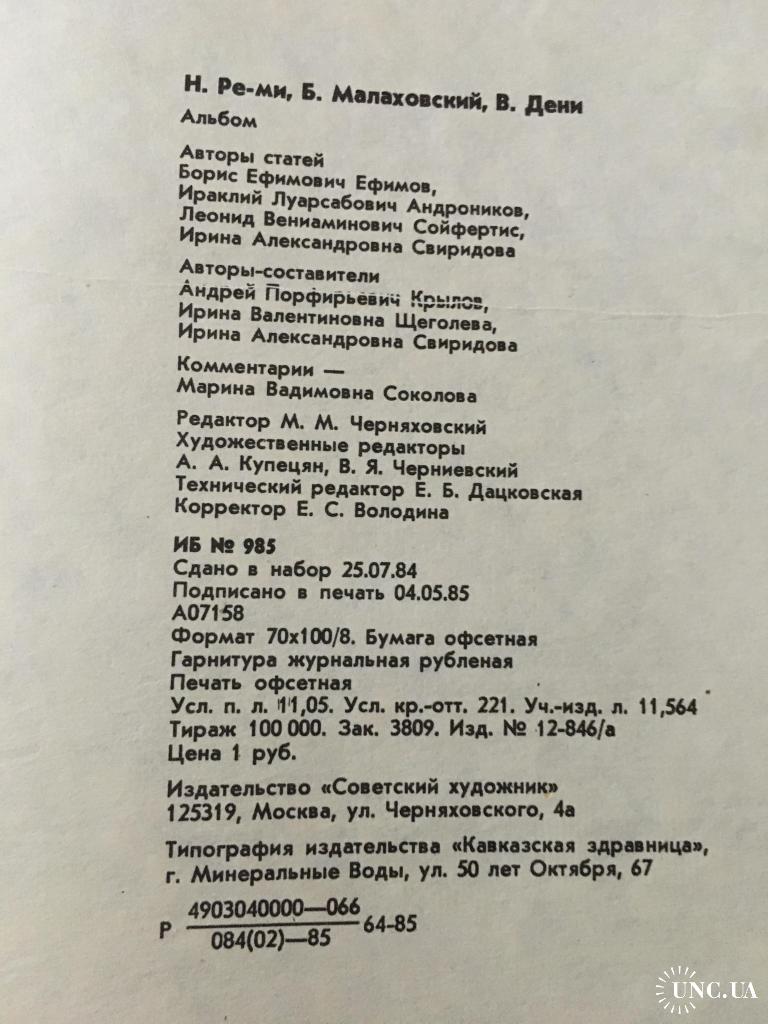 Н. Ре-ми, Б. Малаховский, В. Дени
Альбом
Авторы статей
Борис Ефимович Ефимов,
Ираклий Луарсабович Андроников,
Леонид Вениаминович Сойфертис,
Ирина Александровна Свиридова
Авторы-составители
Андрей Порфирьевич Крылов,
Ирина Валентиновна Щеголева,
Ирина Александровна Свиридова
Комментарии —
Марина Вадимовна Соколова
Редактор М. М. Черняховский
Художественные редакторы
А. А. Купецян, В. Я. Черниевский
Технический редактор Е. Б. Дацковская
Корректор Е. С. Володина
ИБ № 985
Сдано в набор 25.07.84
Подписано в печать 04.05.85
А07158
Формат 70х100/8. Бумага офсетная
Гарнитура журнальная рубленая
Печать офсетная
Усл. п. л. 11,05. Усл. кр.-отт. 221. Уч.-изд. л. 11,564
Тираж 100 000. Зак. 3809. Изд. № 12-846/а
Цена 1 руб.
Издательство «Советский художник»
125319, Москва, ул. Черняховского, 4а
Типография издательства «Кавказская здравница»,
г. Минеральные Воды, ул. 50 лет Октября, 67
Р 4903040000—066
084(02)—85 64-85
UNC.UA